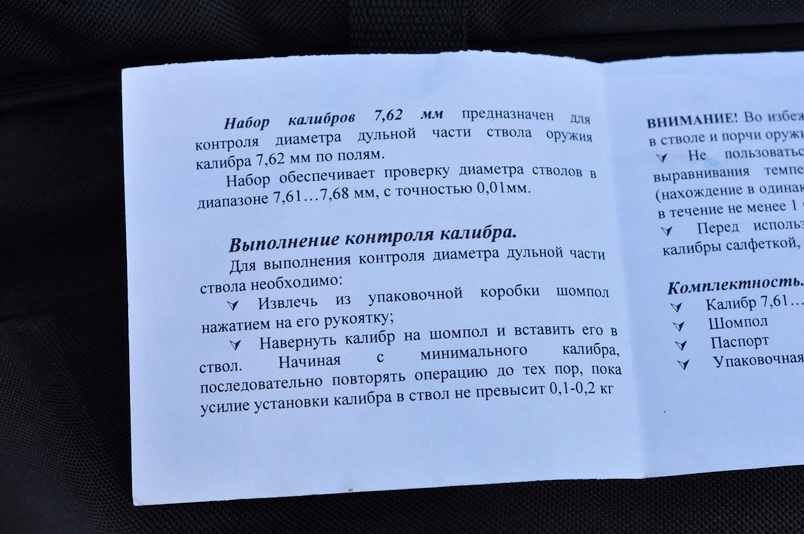 Набор калибров 7,62 мм предназначен для
контроля диаметра дульной части ствола оружия
калибра 7,62 мм по полям.
Набор обеспечивает проверку диаметра стволов в
диапазоне 7,61…7,68 мм, с точностью 0,01мм.
Выполнение контроля калибра.
Для выполнения контроля диаметра дульной части
ствола необходимо:
Извлечь из упаковочной коробки шомпол
нажатием на его рукоятку;
Навернуть калибр на шомпол и вставить его в
ствол. Начиная с минимального калибра,
последовательно повторять операцию до тех пор, пока
усилие установки калибра в ствол не превысит 0,1-0,2 кг
ВНИМАНИЕ! Во избеж
в стволе и порчи оружи
Не пользоватьс
выравнивания темпе
(нахождение в одинак
в течение не менее 1
Перед исполь
калибры салфеткой,
Комплектность.
Калибр 7,61…
Шомпол
Паспорт
Упаковочная